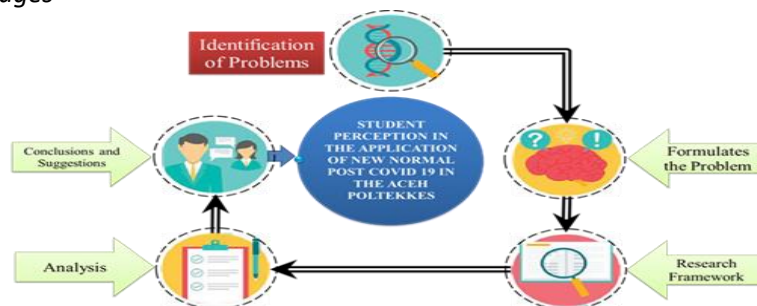 Identification
of Problems
STUDENT
PERCEPTION IN
THE APPLICATION
OF NEW NORMAL
POST COVID 19 IN
THE ACEH
POLTEKKES
Conclusions and
Suggestions
Formulates
the Problem
Analysis
Research
Framework